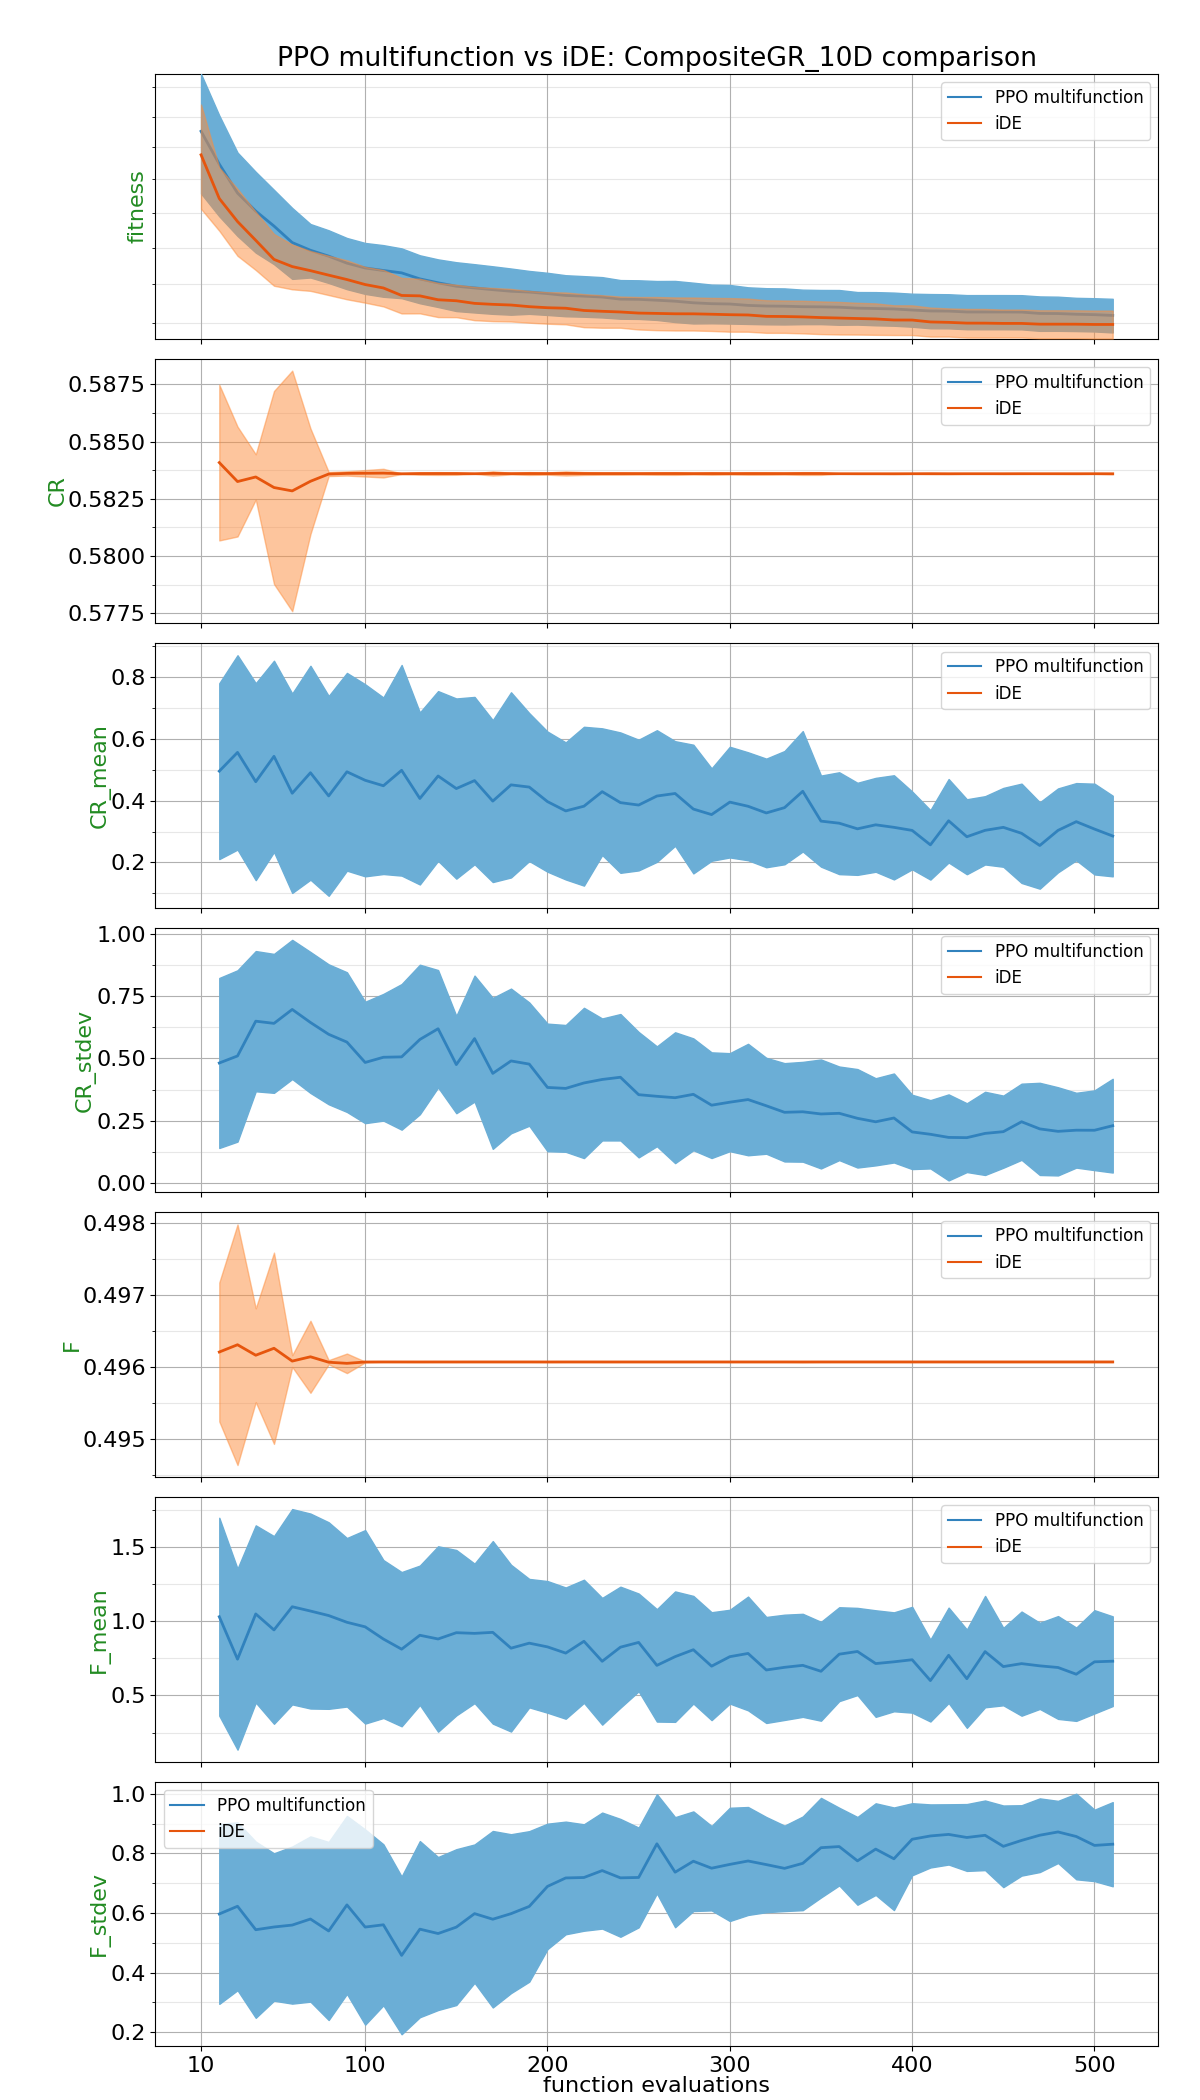 PPO multifunction vs iDE: CompositeGR_10D comparison
fitness
PPO multifunction
iDE
CR
0.5875
0.5850
0.5825
0.5800
0.5775
PPO multifunction
iDE
CR_mean
0.8
0.6
0.4
0.2
PPO multifunction
iDE
CR_stdev
1.00
0.75
0.50
0.25
0.00
PPO multifunction
iDE
F
0.498
0.497
0.496
0.495
PPO multifunction
iDE
F_mean
1.5
1.0
0.5
PPO multifunction
iDE
F_stdev
1.0
0.8
0.6
0.4
0.2
PPO multifunction
iDE
10 100 200 300 400 500
function evaluations